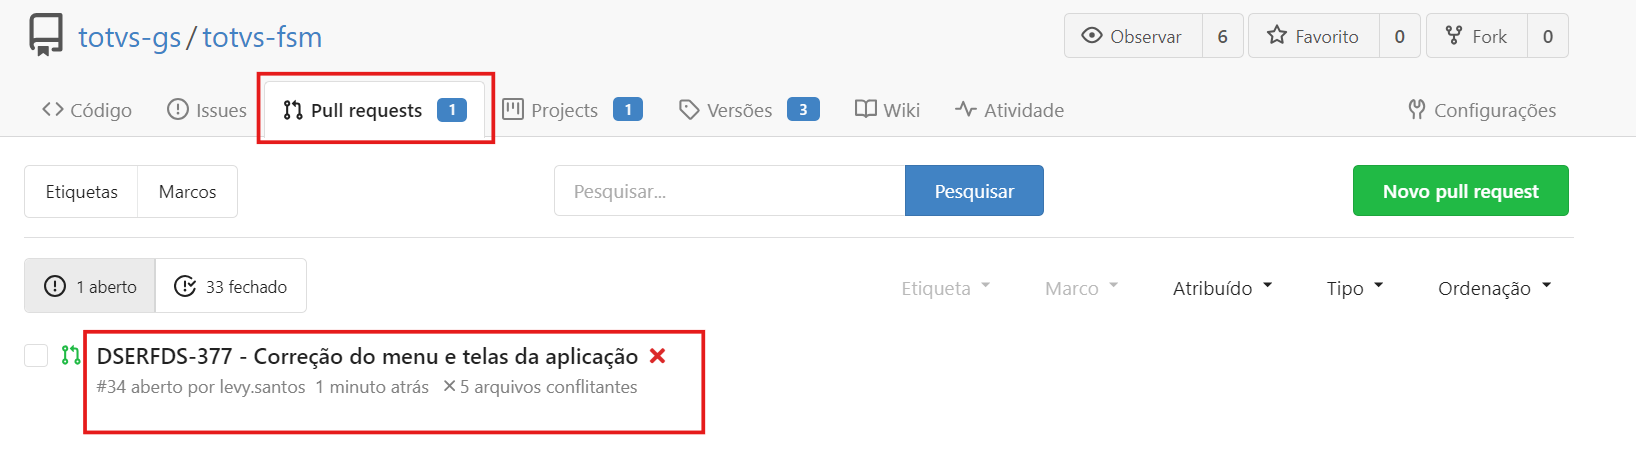 totvs-gs / totvs-fsm
Observar 6 Favorito 0 Fork 0
Código Issues Pull requests 1 Projects 1 Versões 3 Wiki Atividade Configurações
Etiquetas Marcos Pesquisar... Pesquisar Novo pull request
1 aberto 33 fechado Etiqueta Marco Atribuído Tipo Ordenação
DSERFDS-377 - Correção do menu e telas da aplicação
#34 aberto por levy.santos 1 minuto atrás 5 arquivos conflitantes